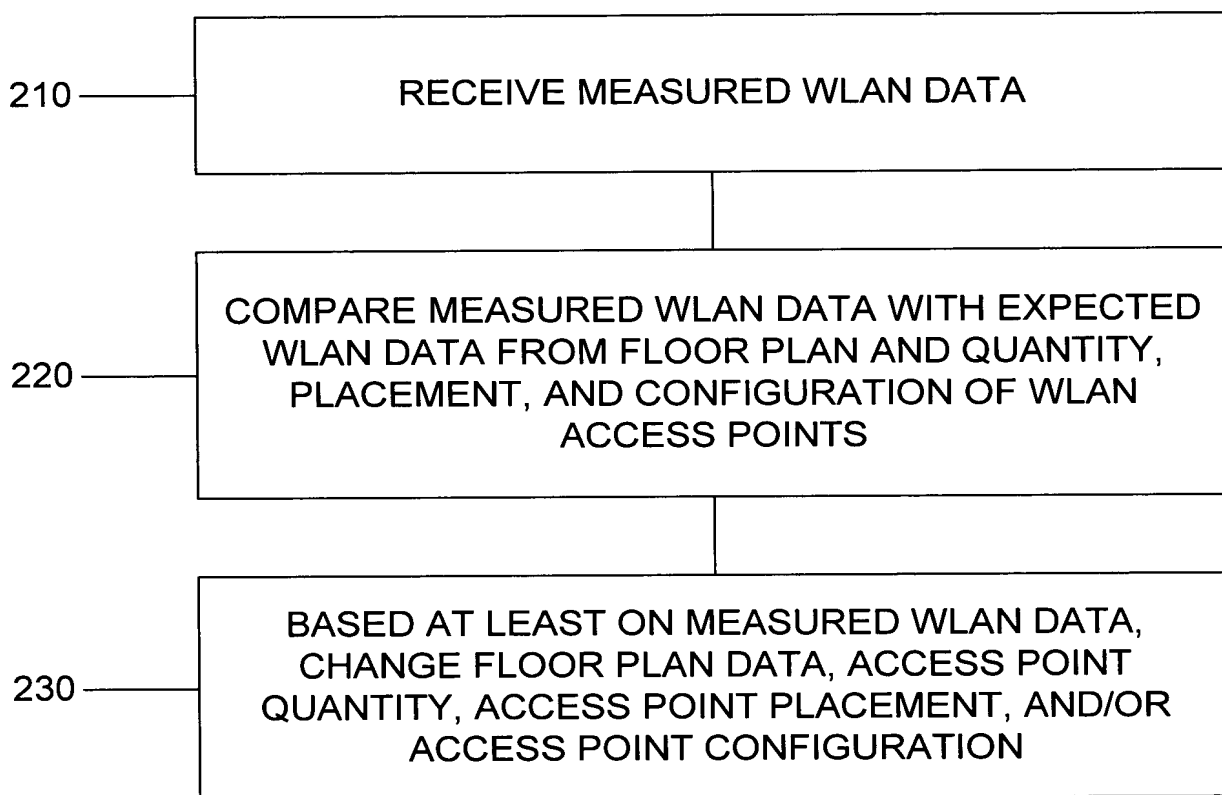 210
RECEIVE MEASURED WLAN DATA
220
COMPARE MEASURED WLAN DATA WITH EXPECTED
WLAN DATA FROM FLOOR PLAN AND QUANTITY,
PLACEMENT, AND CONFIGURATION OF WLAN
ACCESS POINTS
230
BASED AT LEAST ON MEASURED WLAN DATA,
CHANGE FLOOR PLAN DATA, ACCESS POINT
QUANTITY, ACCESS POINT PLACEMENT, AND/OR
ACCESS POINT CONFIGURATION